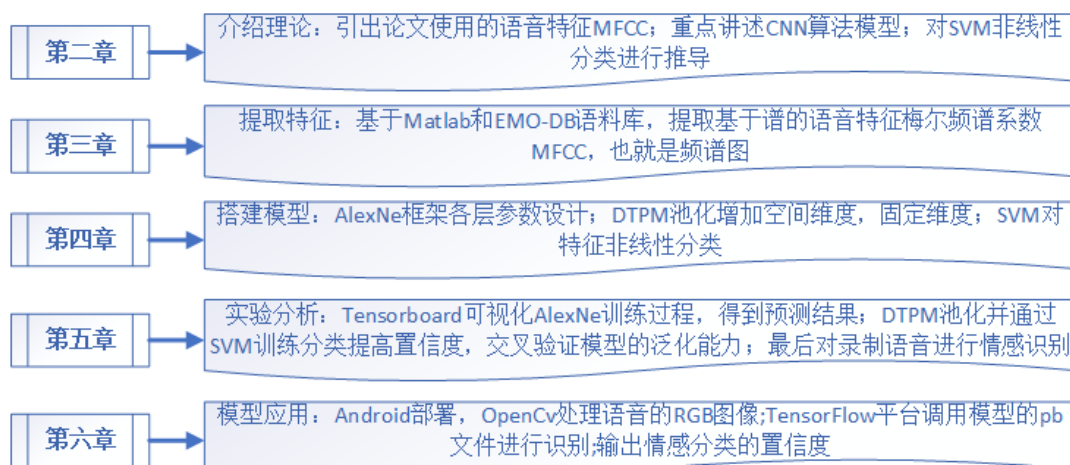 第二章
介绍理论：引出论文使用的语音特征MFCC；重点讲述CNN算法模型；对SVM非线性
分类进行推导
第三章
提取特征：基于Matlab和EMO-DB语料库，提取基于谱的语音特征梅尔频谱系数
MFCC，也就是频谱图
第四章
搭建模型：AlexNe框架各层参数设计；DTPM池化增加空间维度，固定维度；SVM对
特征非线性分类
第五章
实验分析：Tensorboard可视化AlexNe训练过程，得到预测结果；DTPM池化并通过
SVM训练分类提高置信度，交叉验证模型的泛化能力；最后对录制语音进行情感识别
第六章
模型应用：Android部署，OpenCv处理语音的RGB图像;TensorFlow平台调用模型的pb
文件进行识别;输出情感分类的置信度